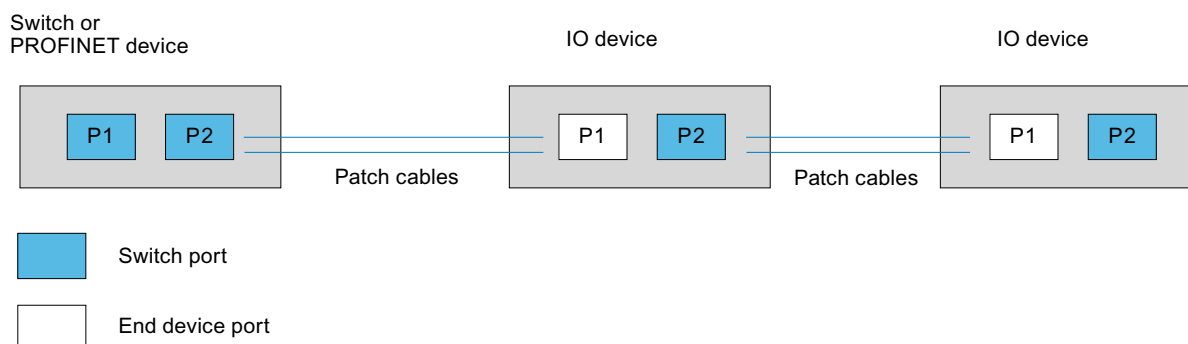 Switch or
PROFINET device
IO device
IO device
P1
P2
P1
P2
P1
P2
Patch cables
Patch cables
Switch port
End device port